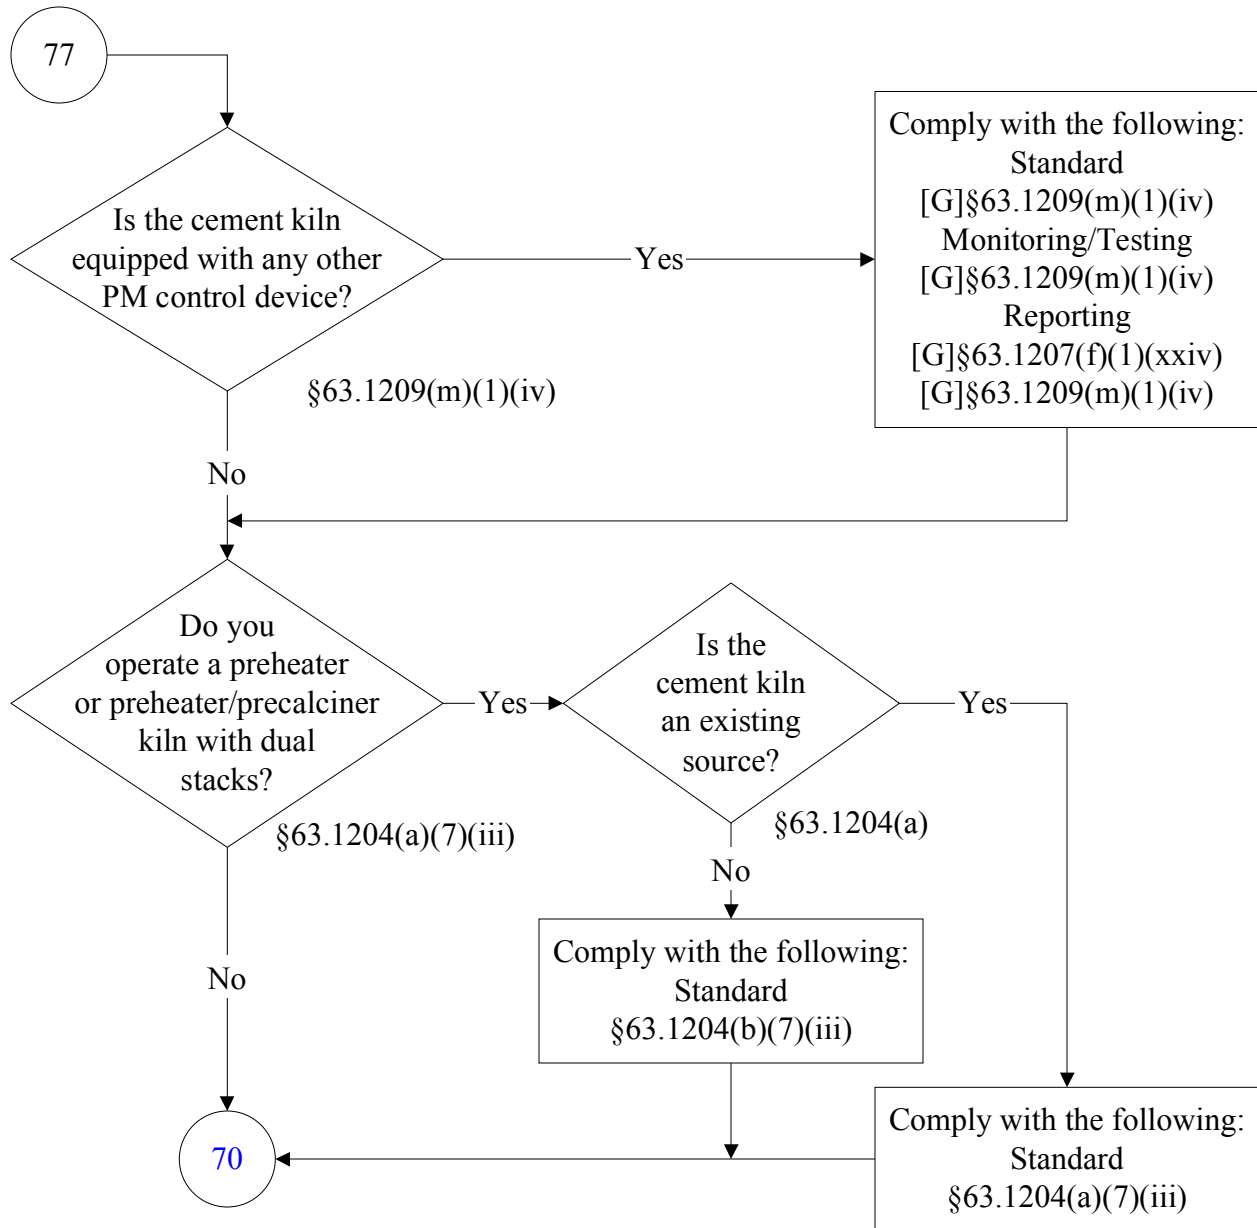 77
Is the cement kiln
equipped with any other
PM control device?
§63.1209(m)(1)(iv)
Yes
Comply with the following:
Standard
[G]§63.1209(m)(1)(iv)
Monitoring/Testing
[G]§63.1209(m)(1)(iv)
Reporting
[G]§63.1207(f)(1)(xxiv)
[G]§63.1209(m)(1)(iv)
No
Do you
operate a preheater
or preheater/precalciner
kiln with dual
stacks?
§63.1204(a)(7)(iii)
Yes
Is the
cement kiln
an existing
source?
§63.1204(a)
Yes
No
Comply with the following:
Standard
§63.1204(b)(7)(iii)
No
Comply with the following:
Standard
§63.1204(a)(7)(iii)
70